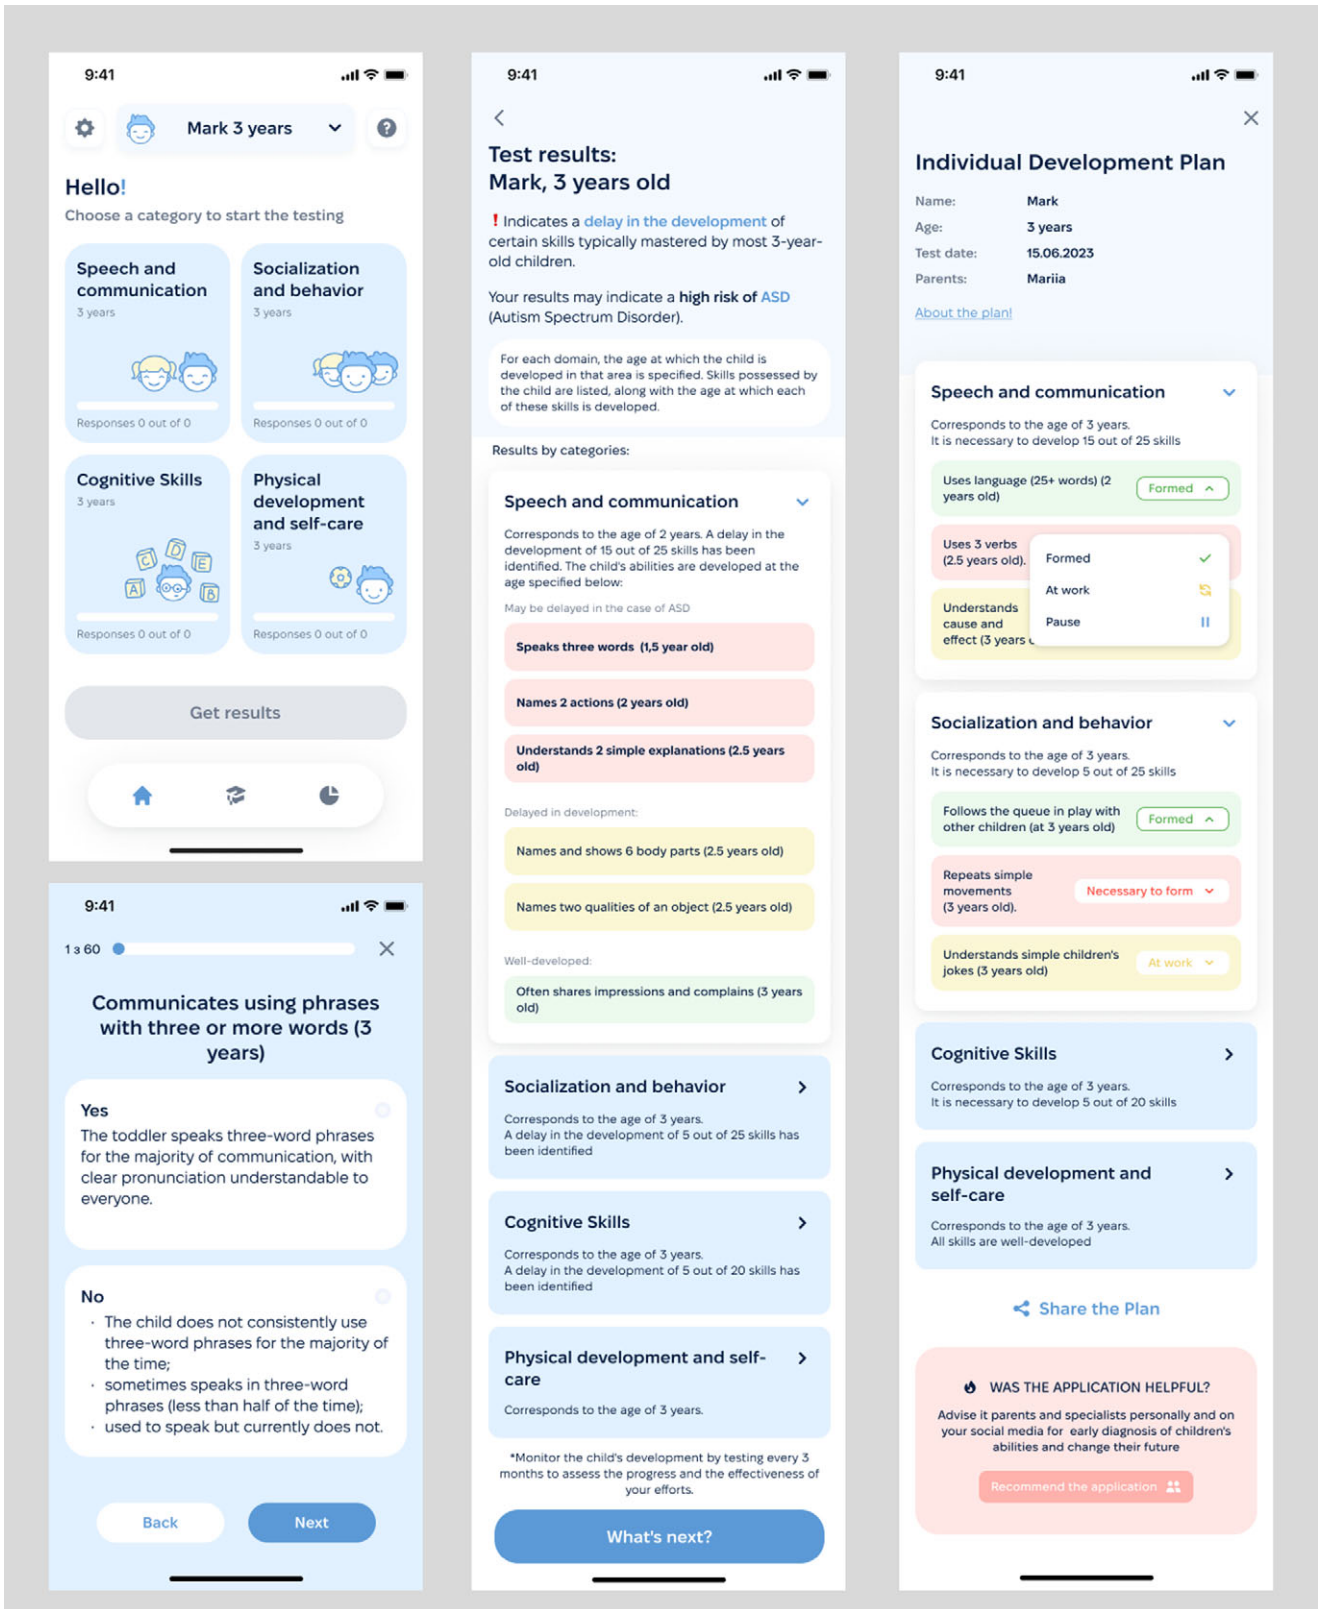 9:41
Mark 3 years
Hello!
Choose a category to start the testing
Speech and
communication
3 years
Responses 0 out of 0
Socialization
and behavior
3 years
Responses 0 out of 0
Cognitive Skills
3 years
C D E
A B
Responses 0 out of 0
Physical
development
and self-care
3 years
Responses 0 out of 0
Get results
9:41
1 з 60
Communicates using phrases
with three or more words (3
years)
Yes
The toddler speaks three-word phrases
for the majority of communication, with
clear pronunciation understandable to
everyone.
No
· The child does not consistently use
three-word phrases for the majority of
the time;
· sometimes speaks in three-word
phrases (less than half of the time);
· used to speak but currently does not.
Back
Next
9:41
Test results:
Mark, 3 years old
! Indicates a delay in the development of
certain skills typically mastered by most 3-year-
old children.
Your results may indicate a high risk of ASD
(Autism Spectrum Disorder).
For each domain, the age at which the child is
developed in that area is specified. Skills possessed by
the child are listed, along with the age at which each
of these skills is developed.
Results by categories:
Speech and communication
Corresponds to the age of 2 years. A delay in the
development of 15 out of 25 skills has been
identified. The child's abilities are developed at the
age specified below:
May be delayed in the case of ASD
Speaks three words (1,5 year old)
Names 2 actions (2 years old)
Understands 2 simple explanations (2.5 years
old)
Delayed in development:
Names and shows 6 body parts (2.5 years old)
Names two qualities of an object (2.5 years old)
Well-developed:
Often shares impressions and complains (3 years
old)
Socialization and behavior
Corresponds to the age of 3 years.
A delay in the development of 5 out of 25 skills has
been identified
Cognitive Skills
Corresponds to the age of 3 years.
A delay in the development of 5 out of 20 skills has
been identified
Physical development and self-
care
Corresponds to the age of 3 years.
*Monitor the child's development by testing every 3
months to assess the progress and the effectiveness of
your efforts.
What's next?
9:41
Individual Development Plan
Name: Mark
Age: 3 years
Test date: 15.06.2023
Parents: Mariia
About the plan!
Speech and communication
Corresponds to the age of 3 years.
It is necessary to develop 15 out of 25 skills
Uses language (25+ words) (2
years old)
Formed
Uses 3 verbs
(2.5 years old).
Understands
cause and
effect (3 years
Formed
At work
Pause
Socialization and behavior
Corresponds to the age of 3 years.
It is necessary to develop 5 out of 25 skills
Follows the queue in play with
other children (at 3 years old)
Formed
Repeats simple
movements
(3 years old).
Necessary to form
Understands simple children's
jokes (3 years old)
At work
Cognitive Skills
Corresponds to the age of 3 years.
It is necessary to develop 5 out of 20 skills
Physical development and
self-care
Corresponds to the age of 3 years.
All skills are well-developed
Share the Plan
WAS THE APPLICATION HELPFUL?
Advise it parents and specialists personally and on
your social media for early diagnosis of children's
abilities and change their future
Recommend the application